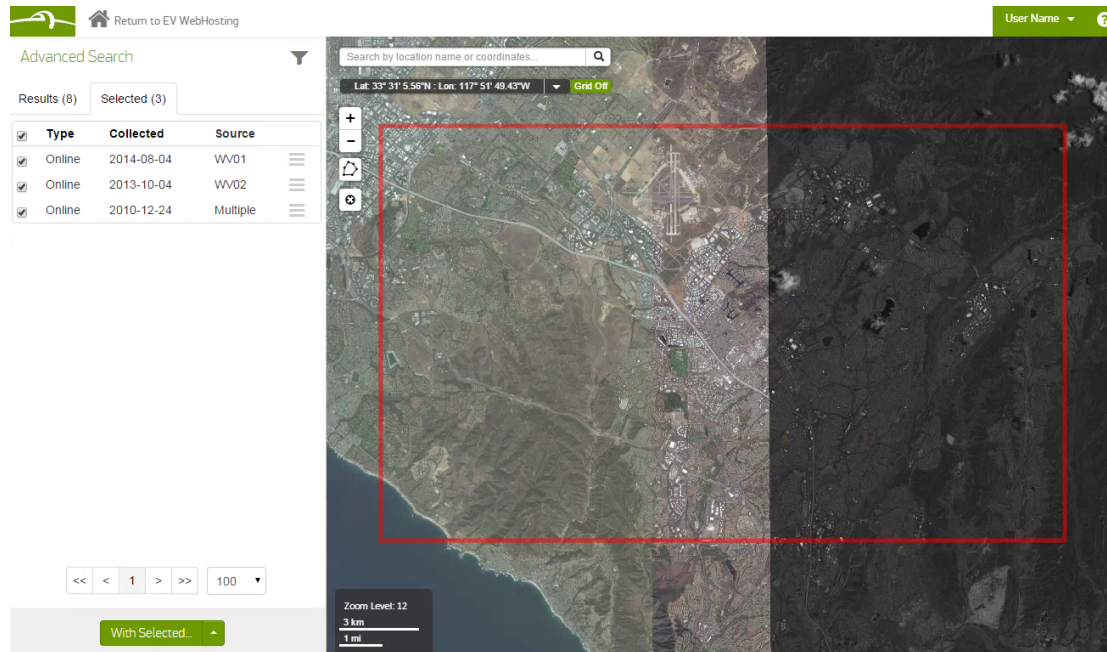 Return to EV WebHosting
User Name
?
Advanced Search
Results (8) Selected (3)
Type Collected Source
Online 2014-08-04 WV01
Online 2013-10-04 WV02
Online 2010-12-24 Multiple
<< < 1 > >> 100
With Selected...
Search by location name or coordinates...
Lat: 33° 31' 5.56"N : Lon: 117° 51' 49.43"W Grid Off
+
−
Zoom Level: 12
3 km
1 mi